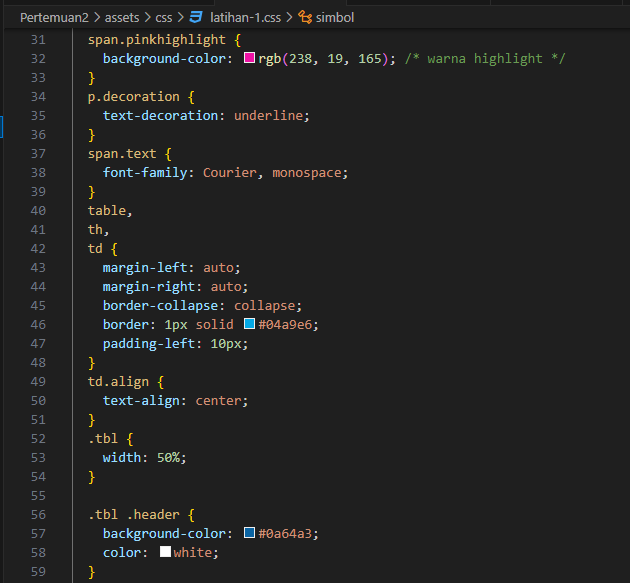 Pertemuan2 > assets > css > latihan-1.css > simbol
31 span.pinkhighlight {
32   background-color: rgb(238, 19, 165); /* warna highlight */
33 }
34 p.decoration {
35   text-decoration: underline;
36 }
37 span.text {
38   font-family: Courier, monospace;
39 }
40 table,
41 th,
42 td {
43   margin-left: auto;
44   margin-right: auto;
45   border-collapse: collapse;
46   border: 1px solid #04a9e6;
47   padding-left: 10px;
48 }
49 td.align {
50   text-align: center;
51 }
52 .tbl {
53   width: 50%;
54 }
55
56 .tbl .header {
57   background-color: #0a64a3;
58   color: white;
59 }